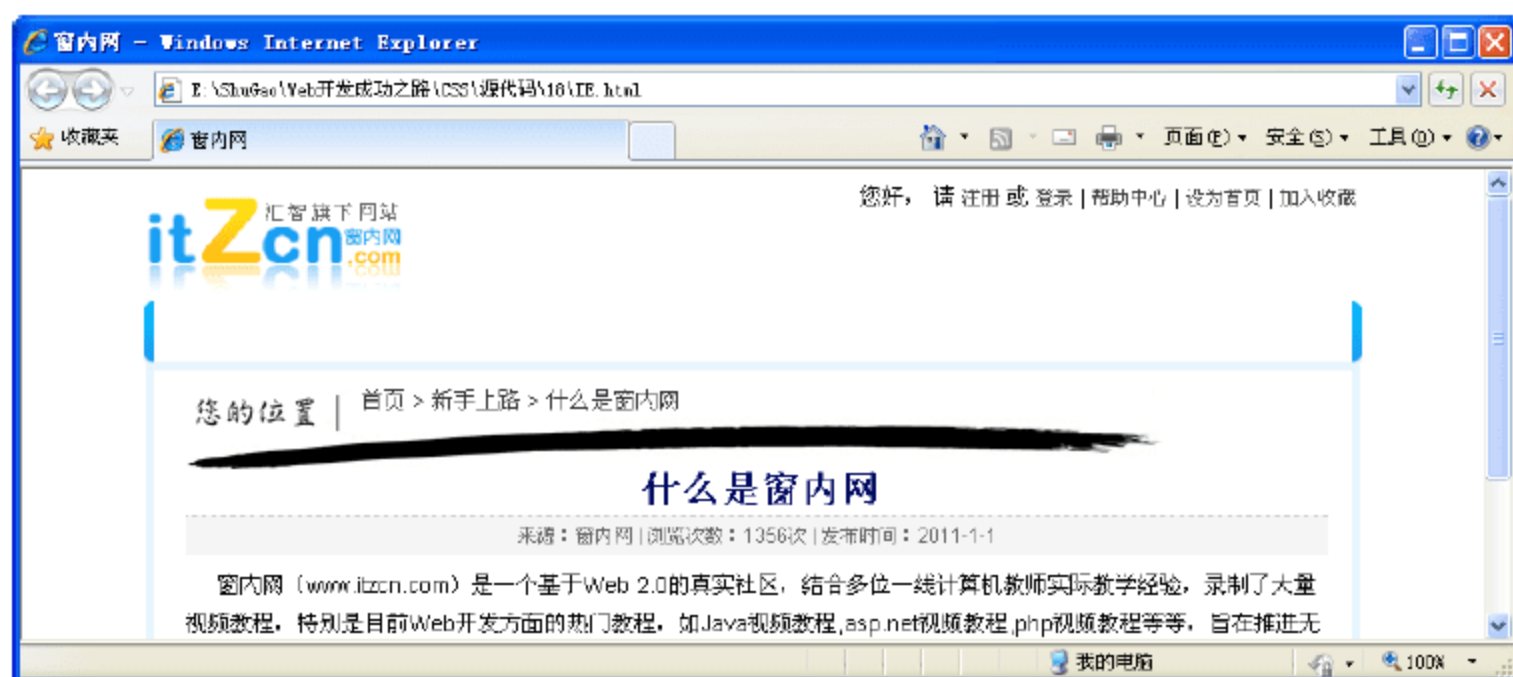 窗内网 - Windows Internet Explorer
E:\ShuGao\Web开发成功之路\CSS\源代码\18\IE.html
收藏夹 窗内网 页面(P) 安全(S) 工具(O)
您好， 请 注册 或 登录 | 帮助中心 | 设为首页 | 加入收藏
汇智旗下网站
itZcn 窗内网
.com
您的位置 | 首页 > 新手上路 > 什么是窗内网
什么是窗内网
来源：窗内网 | 浏览次数：1356次 | 发布时间：2011-1-1
窗内网（www.itzcn.com）是一个基于Web 2.0的真实社区，结合多位一线计算机教师实际教学经验，录制了大量
视频教程，特别是目前Web开发方面的热门教程，如Java视频教程,asp.net视频教程,php视频教程等等，旨在推进无
我的电脑 100%